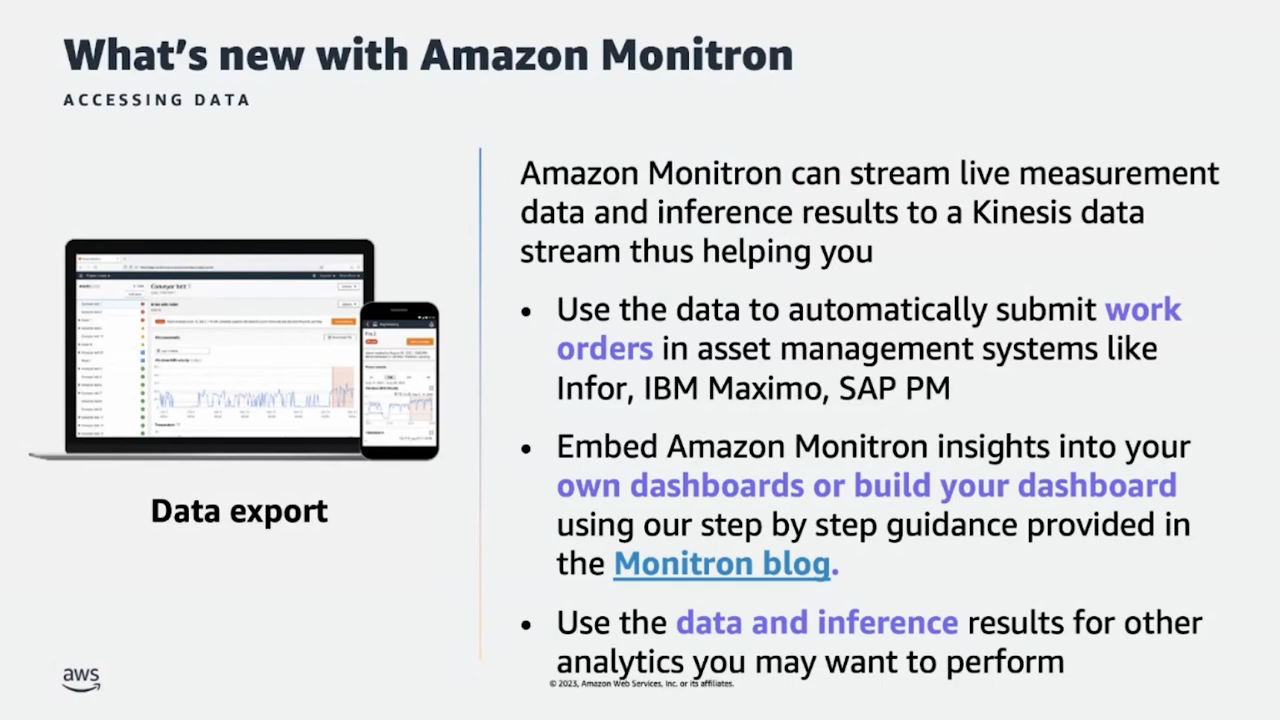 What's new with Amazon Monitron
ACCESSING DATA
Amazon Monitron can stream live measurement
data and inference results to a Kinesis data
stream thus helping you
• Use the data to automatically submit work
orders in asset management systems like
Infor, IBM Maximo, SAP PM
• Embed Amazon Monitron insights into your
own dashboards or build your dashboard
using our step by step guidance provided in
the Monitron blog.
• Use the data and inference results for other
analytics you may want to perform
Conveyor belt 1
Data export
aws
© 2023, Amazon Web Services, Inc. or its affiliates.